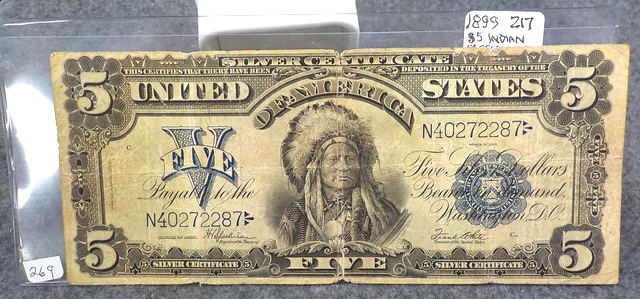 1899 217
$5 INDIAN
SILVER CERTIFICATE
THIS CERTIFIES THAT THERE HAVE BEEN DEPOSITED IN THE TREASURY OF THE
5 UNITED STATES 5
OF AMERICA
N40272287
V
FIVE
Five Silver Dollars
Payable to the Bearer on Demand.
Washington, D.C.
N40272287
5 5
SILVER CERTIFICATE FIVE SILVER CERTIFICATE
269